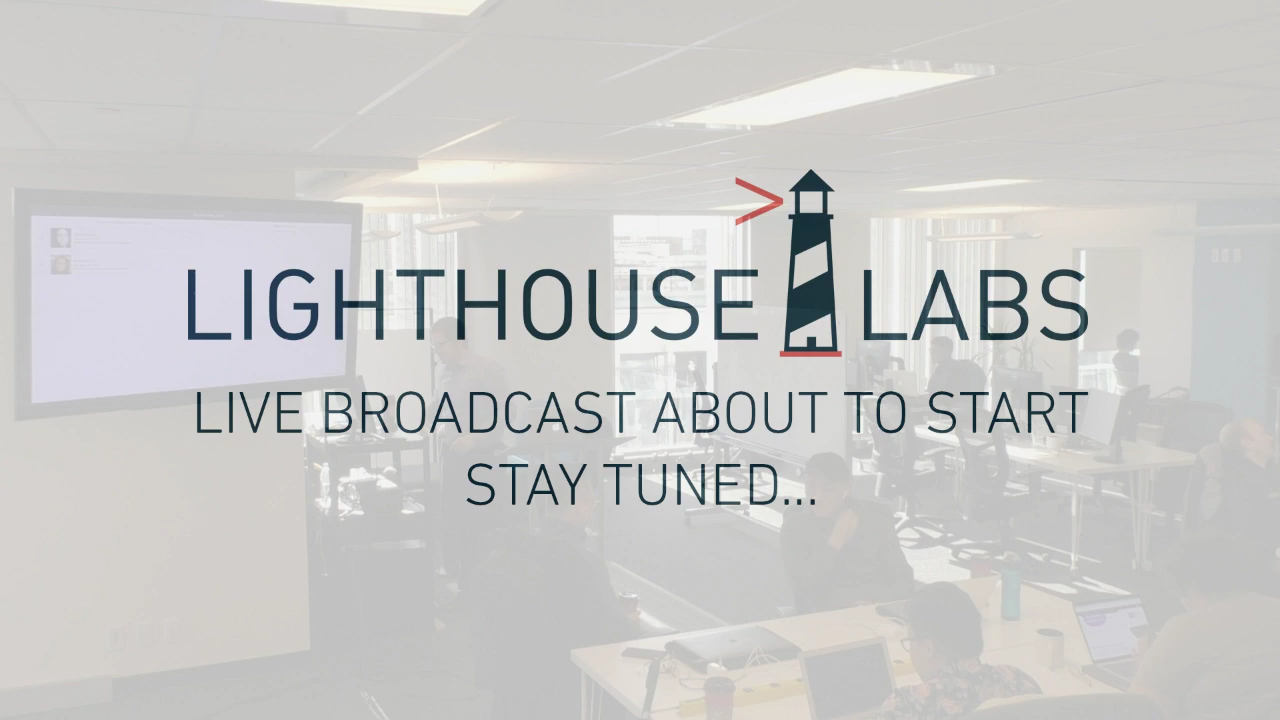 LIGHTHOUSE LABS
LIVE BROADCAST ABOUT TO START
STAY TUNED...